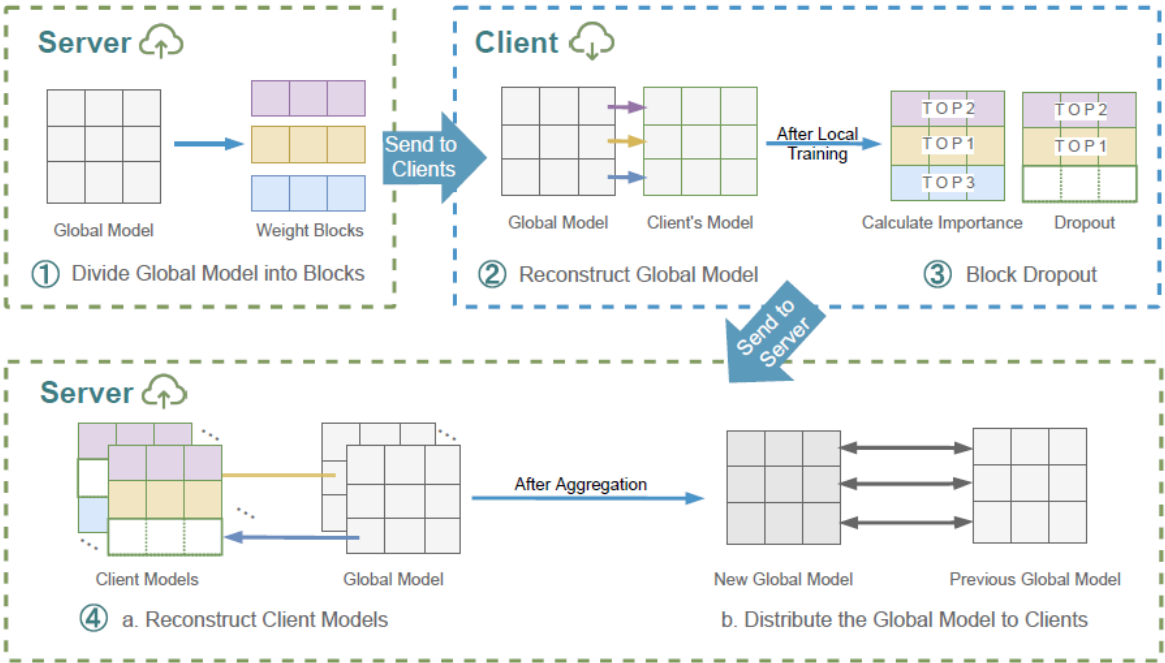 Server
Global Model
Weight Blocks
① Divide Global Model into Blocks
Send to
Clients
Client
Global Model
Client's Model
After Local
Training
TOP2
TOP1
TOP3
Calculate Importance
TOP2
TOP1
Dropout
② Reconstruct Global Model
③ Block Dropout
Send to
Server
Server
Client Models
Global Model
After Aggregation
New Global Model
Previous Global Model
④ a. Reconstruct Client Models
b. Distribute the Global Model to Clients